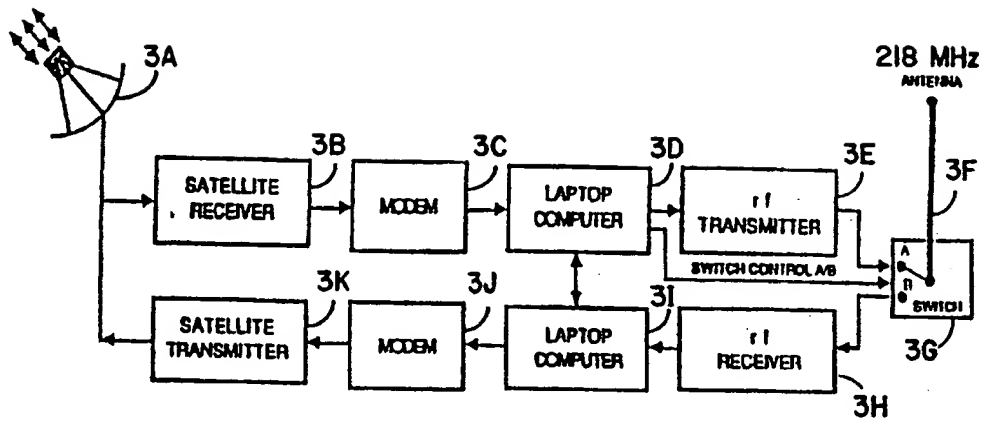 218 MHz
ANTENNA
3A
3B
3C
3D
3E
3F
SATELLITE
RECEIVER
MODEM
LAPTOP
COMPUTER
rf
TRANSMITTER
SWITCH CONTROL A/B
A
B
SWITCH
3G
3K
3J
3I
SATELLITE
TRANSMITTER
MODEM
LAPTOP
COMPUTER
rf
RECEIVER
3H